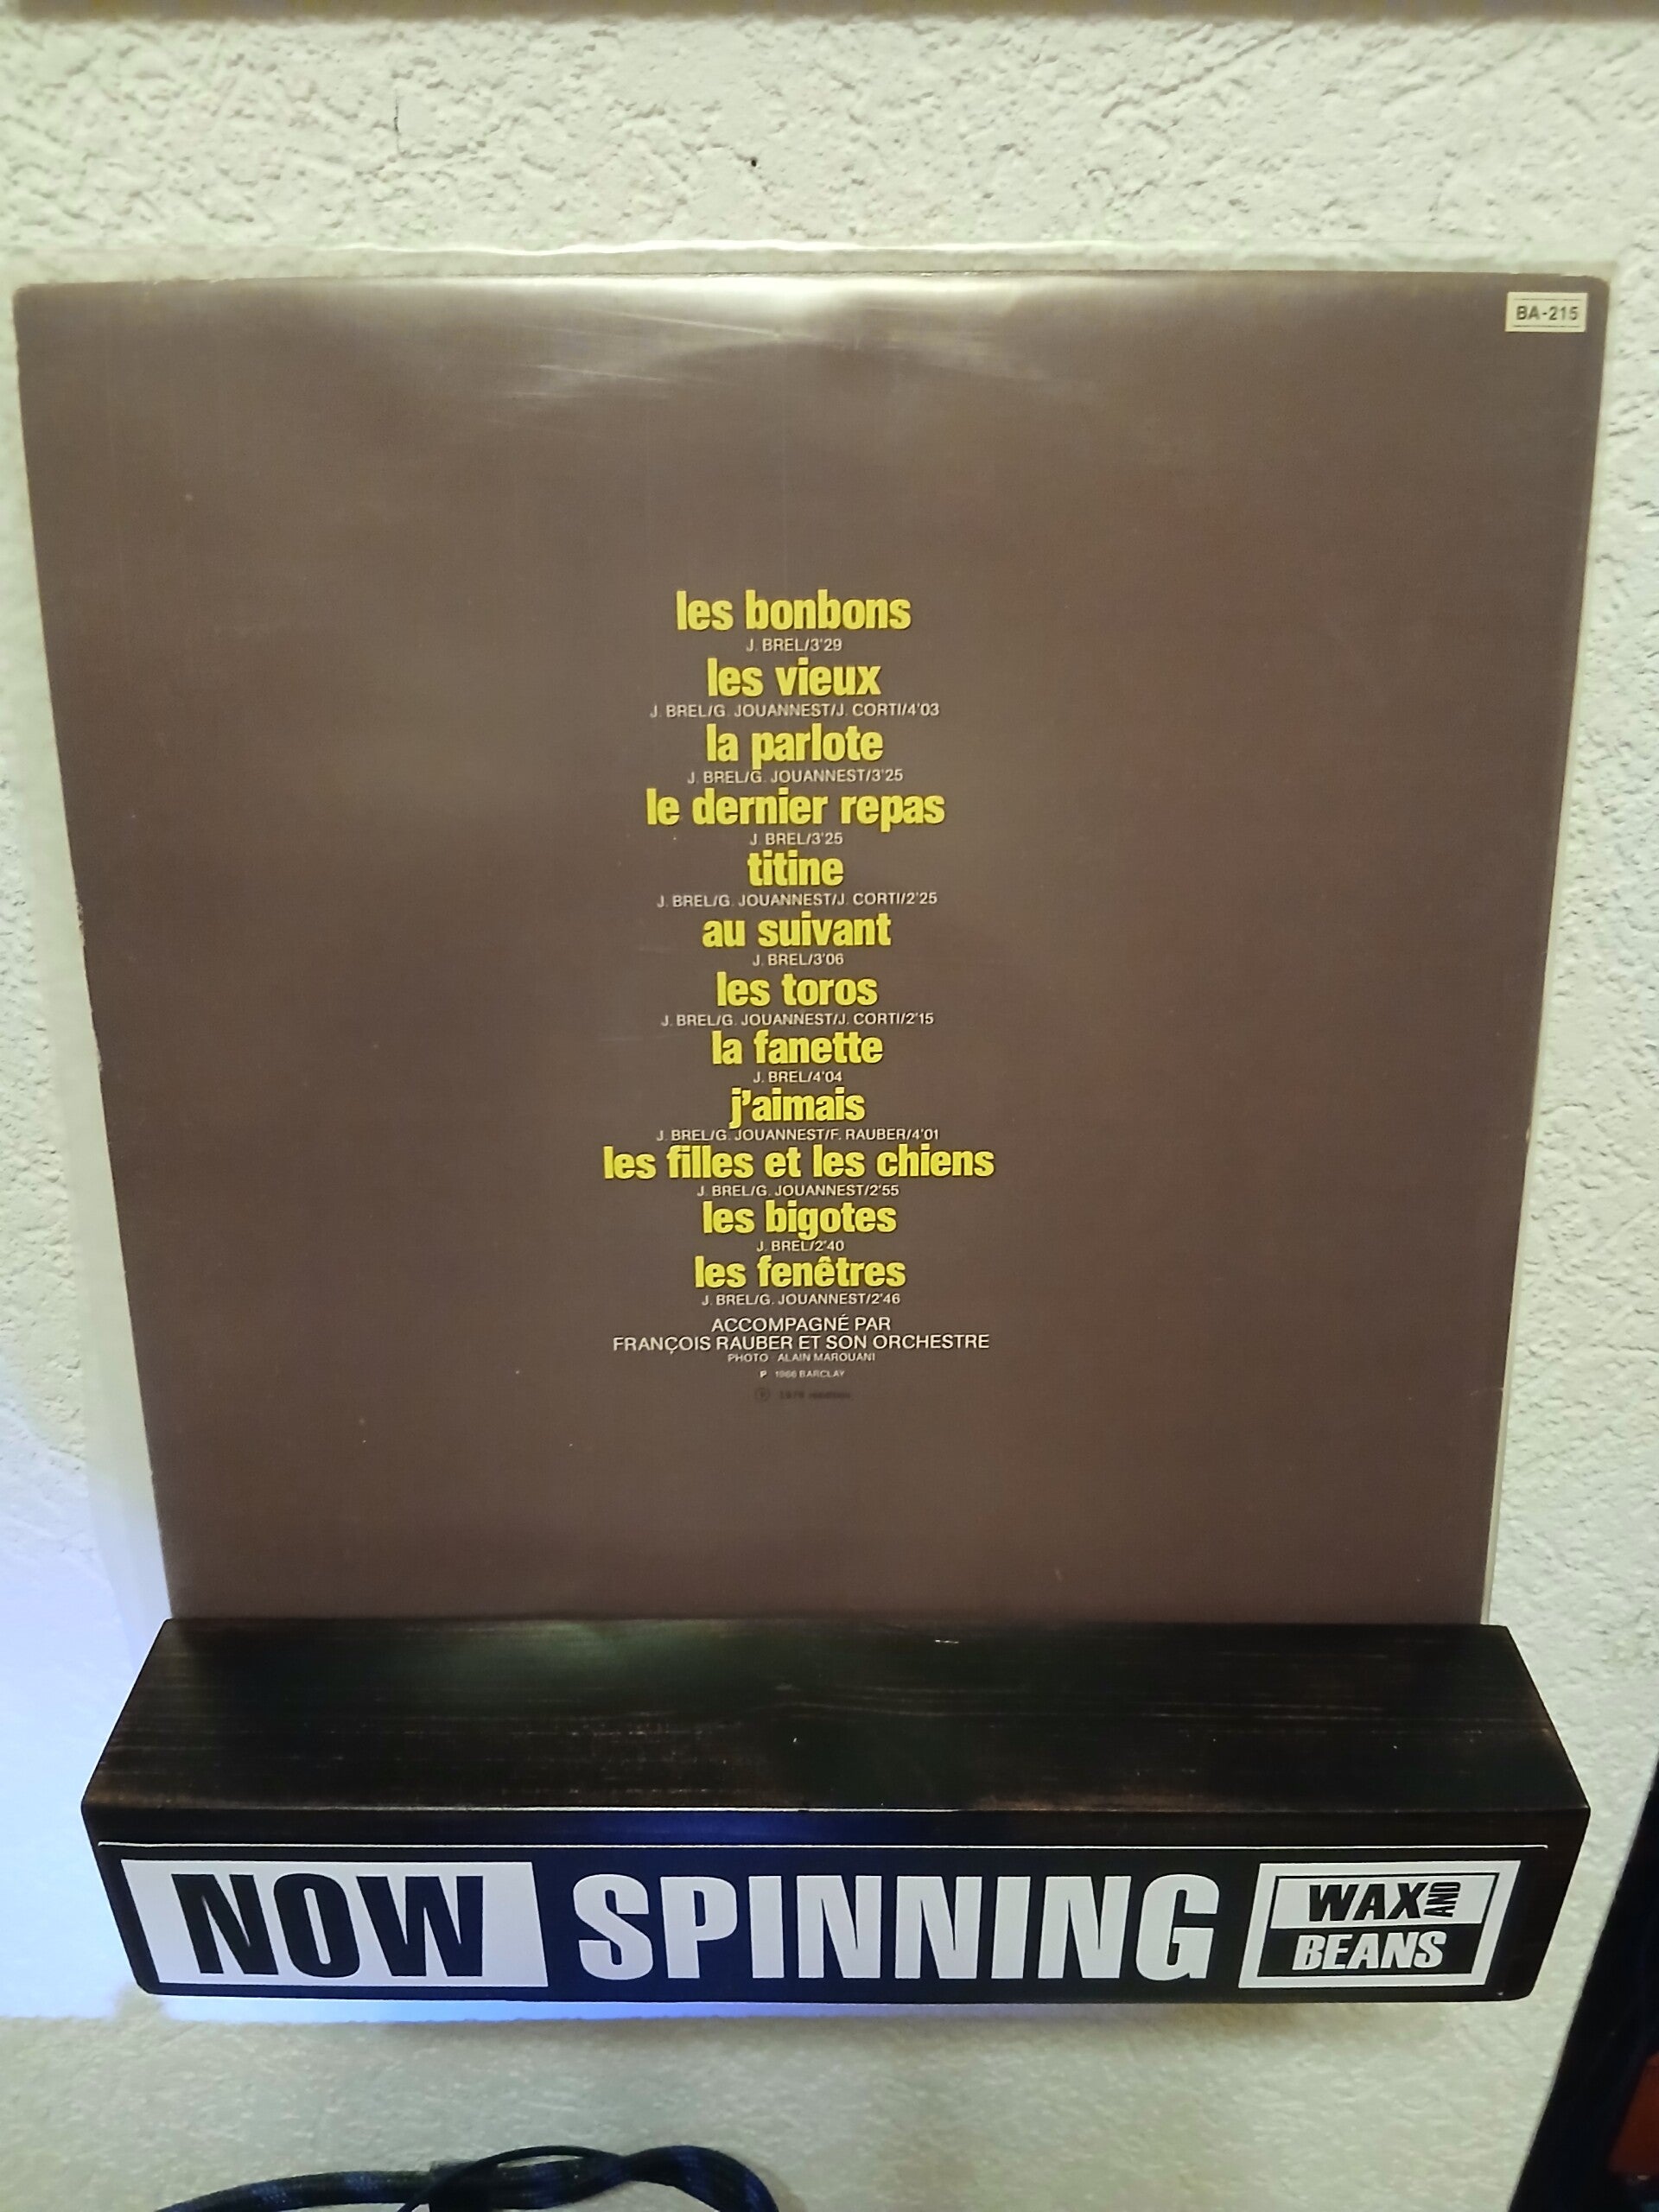 BA-215
les bonbons
J. BREL/3'29
les vieux
J. BREL/G. JOUANNEST/J. CORTI/4'03
la parlote
J. BREL/G. JOUANNEST/3'25
le dernier repas
J. BREL/3'25
titine
J. BREL/G. JOUANNEST/J. CORTI/2'25
au suivant
J. BREL/3'06
les toros
J. BREL/G. JOUANNEST/J. CORTI/2'15
la fanette
J. BREL/4'04
j'aimais
J. BREL/G. JOUANNEST/F. RAUBER/4'01
les filles et les chiens
J. BREL/G. JOUANNEST/2'55
les bigotes
J. BREL/2'40
les fenêtres
J. BREL/G. JOUANNEST/2'46
ACCOMPAGNÉ PAR
FRANÇOIS RAUBER ET SON ORCHESTRE
PHOTO ALAIN MAROUANI
P 1966 BARCLAY
NOW SPINNING
WAX AND
BEANS